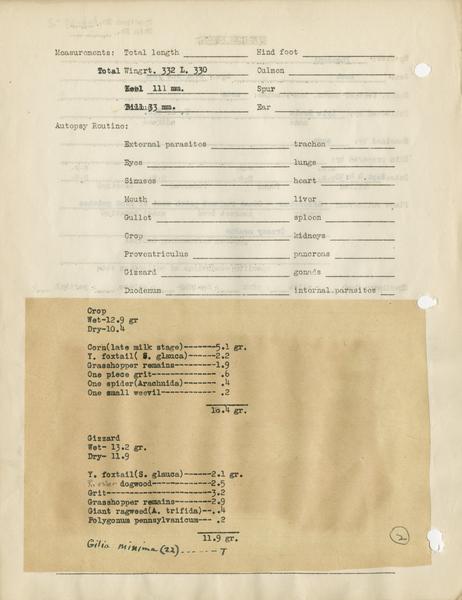 Measurements: Total length Hind foot
Total Wingrt. 332 L. 330 Culmen
Keel 111 mm. Spur
Bill 33 mm. Ear
Autopsy Routine:
External parasites trachea
Eyes lungs
Sinuses heart
Mouth liver
Gullet spleen
Crop kidneys
Proventriculus pancreas
Gizzard gonads
Duodenum internal parasites
Crop
Wet-12.9 gr
Dry-10.4
Corn(late milk stage)-------5.1 gr.
Y. foxtail( S. glauca)------2.2
Grasshopper remains---------1.9
One piece grit-------------- .6
One spider(Arachnida)------- .4
One small weevil------------ .2
10.4 gr.
Gizzard
Wet- 13.2 gr.
Dry- 11.9
Y. foxtail(S. glauca)-------2.1 gr.
dogwood---------2.5
Grit------------------------3.2
Grasshopper remains---------2.9
Giant ragweed(A. trifida)--- .4
Polygonum pennsylvanicum--- .2
11.9 gr.
Gilia minima (22) ------ T
2